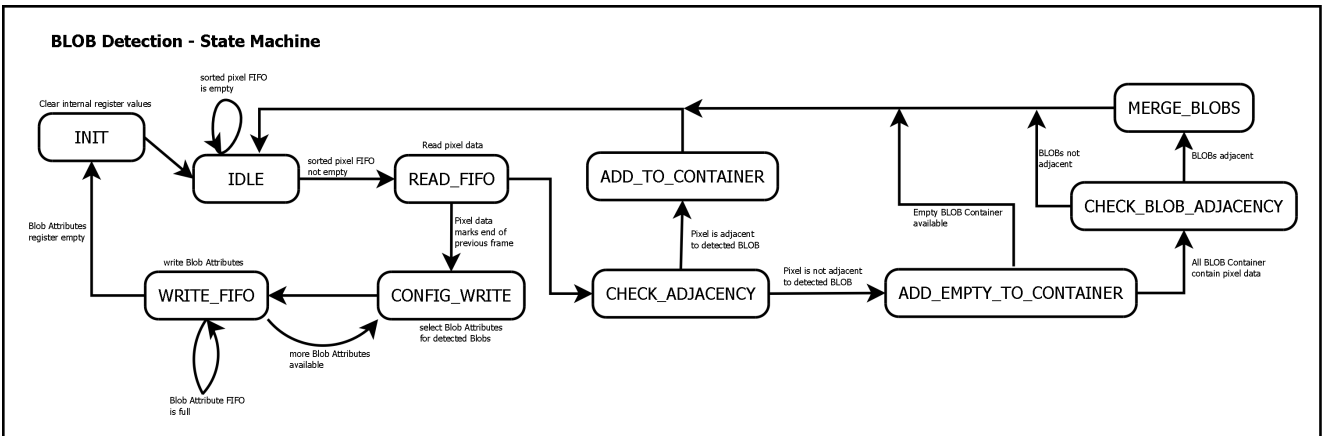 BLOB Detection - State Machine
sorted pixel FIFO
is empty
Clear internal register values
INIT
MERGE_BLOBS
IDLE
sorted pixel FIFO
not empty
Read pixel data
READ_FIFO
ADD_TO_CONTAINER
BLOBs not
adjacent
BLOBs adjacent
CHECK_BLOB_ADJACENCY
Blob Attributes
register empty
Pixel data
marks end of
previous frame
Pixel is adjacent
to detected BLOB
Empty BLOB Container
available
write Blob Attributes
WRITE_FIFO
CONFIG_WRITE
select Blob Attributes
for detected Blobs
CHECK_ADJACENCY
Pixel is not adjacent
to detected BLOB
ADD_EMPTY_TO_CONTAINER
All BLOB Container
contain pixel data
more Blob Attributes
available
Blob Attribute FIFO
is full